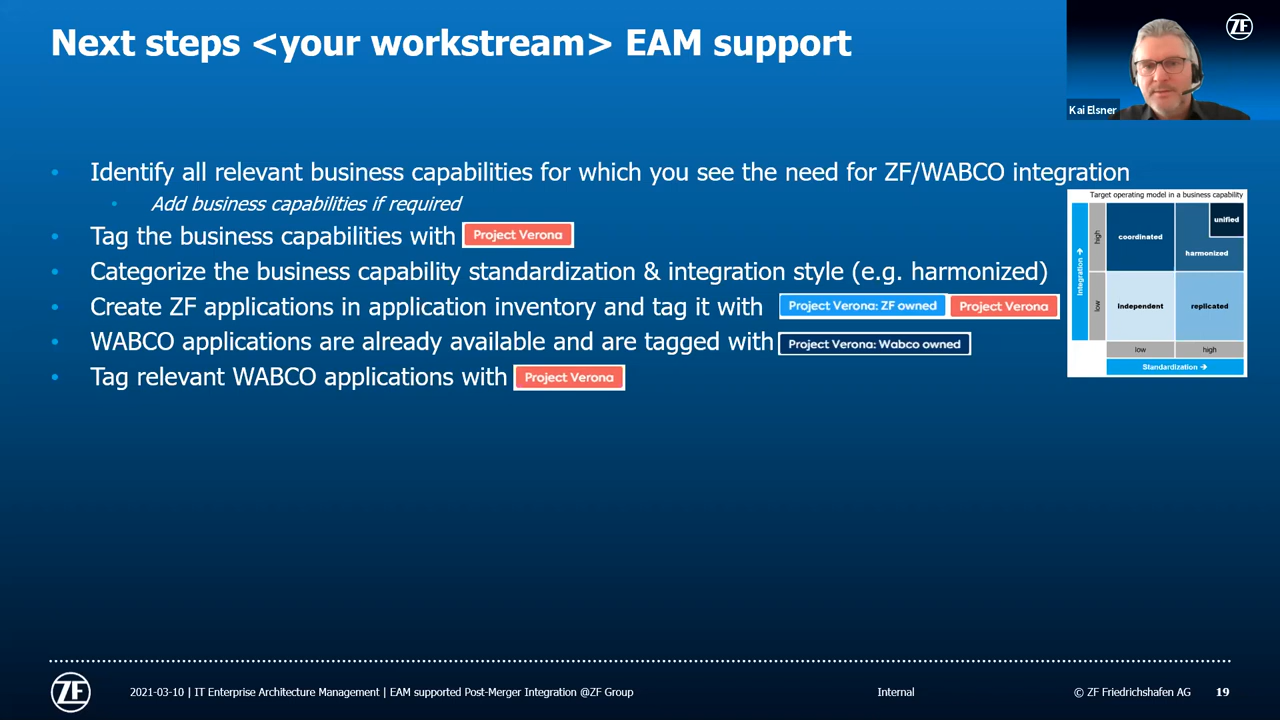 Next steps <your workstream> EAM support
ZF
Kai Elsner
Identify all relevant business capabilities for which you see the need for ZF/WABCO integration
Add business capabilities if required
Tag the business capabilities with Project Verona
Categorize the business capability standardization & integration style (e.g. harmonized)
Create ZF applications in application inventory and tag it with Project Verona: ZF owned Project Verona
WABCO applications are already available and are tagged with Project Verona: Wabco owned
Tag relevant WABCO applications with Project Verona
Target operating model in a business capability
Integration →
high
low
unified
coordinated
harmonized
independent
replicated
low
high
Standardization →
ZF
2021-03-10 | IT Enterprise Architecture Management | EAM supported Post-Merger Integration @ZF Group
Internal
© ZF Friedrichshafen AG
19